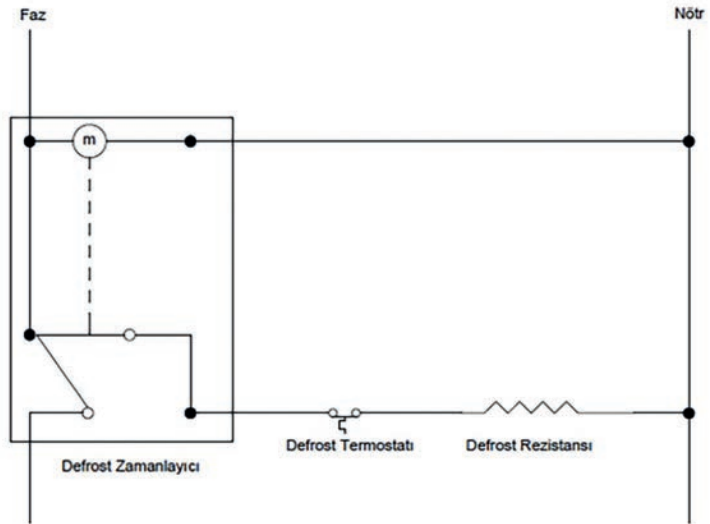 Faz
Nötr
m
Defrost Termostatı
Defrost Rezistansı
Defrost Zamanlayıcı